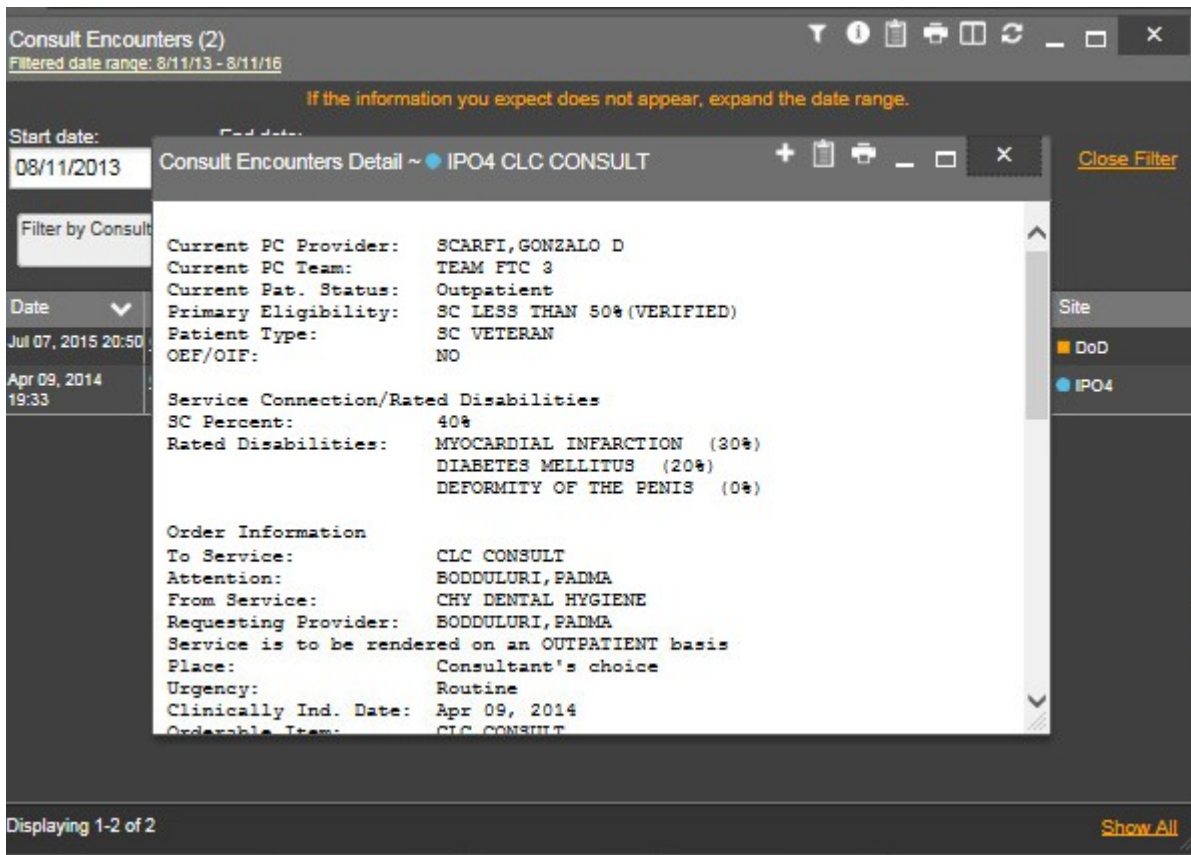 Consult Encounters (2)
Filtered date range: 8/11/13 - 8/11/16
If the information you expect does not appear, expand the date range.
Start date:
08/11/2013
Close Filter
Filter by Consult
Consult Encounters Detail ~ IPO4 CLC CONSULT
Current PC Provider: SCARFI,GONZALO D
Current PC Team: TEAM FTC 3
Current Pat. Status: Outpatient
Primary Eligibility: SC LESS THAN 50%(VERIFIED)
Patient Type: SC VETERAN
OEF/OIF: NO
Service Connection/Rated Disabilities
SC Percent: 40%
Rated Disabilities: MYOCARDIAL INFARCTION (30%)
DIABETES MELLITUS (20%)
DEFORMITY OF THE PENIS (0%)
Order Information
To Service: CLC CONSULT
Attention: BODDULURI,PADMA
From Service: CHY DENTAL HYGIENE
Requesting Provider: BODDULURI,PADMA
Service is to be rendered on an OUTPATIENT basis
Place: Consultant's choice
Urgency: Routine
Clinically Ind. Date: Apr 09, 2014
Orderable Item: CLC CONSULT
Date
Site
Jul 07, 2015 20:50
DoD
Apr 09, 2014
19:33
IPO4
Displaying 1-2 of 2
Show All